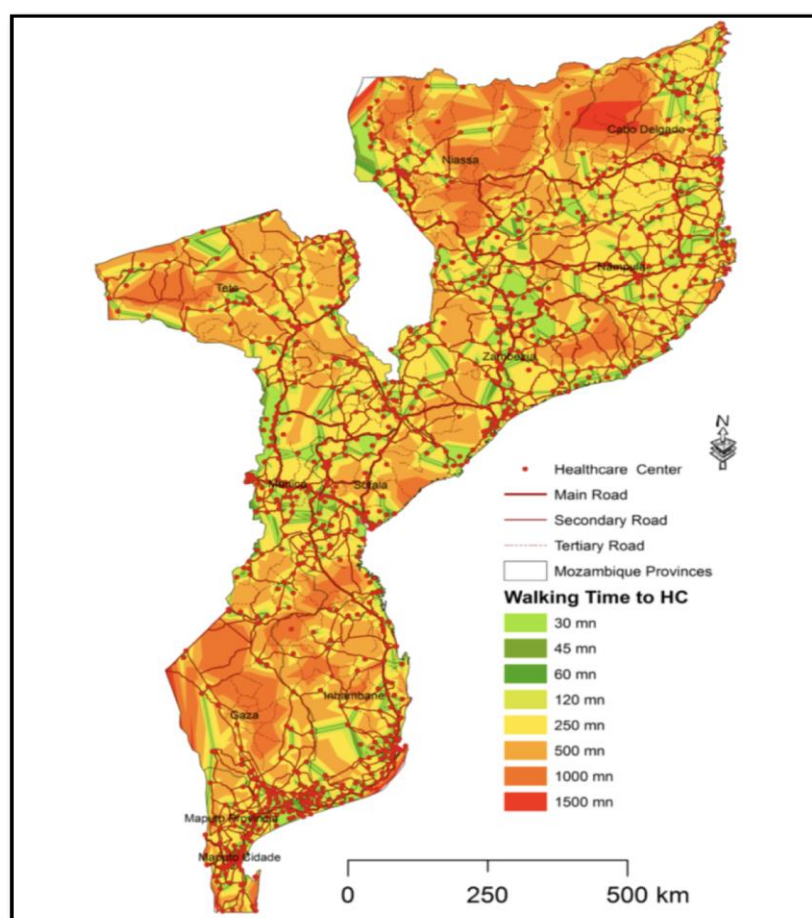 Cabo Delgado
Niassa
Nampula
Tete
Zambezia
N
Manica
Sofala
Healthcare Center
Main Road
Secondary Road
Tertiary Road
Mozambique Provinces
Walking Time to HC
30 mn
45 mn
60 mn
120 mn
250 mn
500 mn
1000 mn
1500 mn
Inhambane
Gaza
Maputo Provincia
Maputo Cidade
0 250 500 km